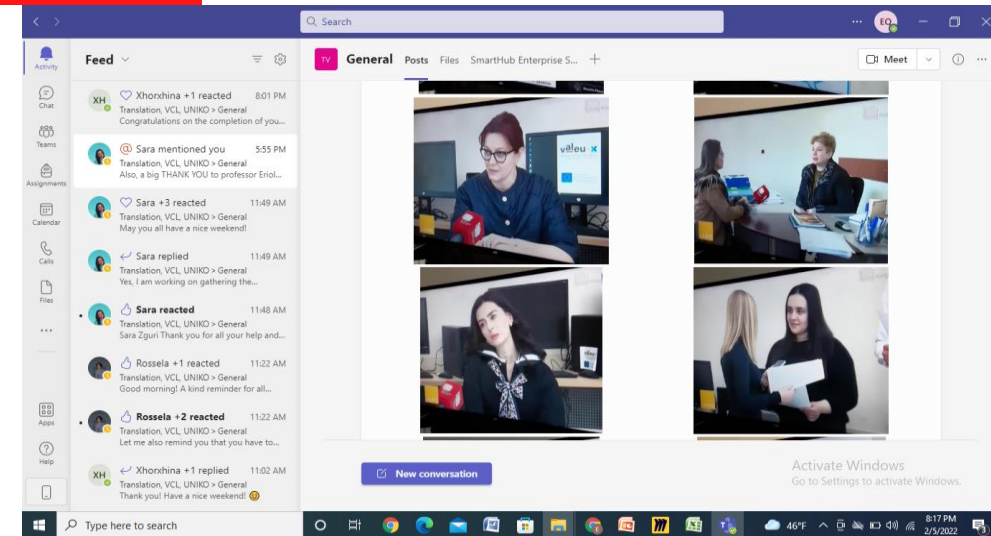 Search
EQ
Activity
Chat
Teams
Assignments
Calendar
Calls
Files
Apps
Help
Feed
XH
Xhorxhina +1 reacted 8:01 PM
Translation, VCL, UNIKO > General
Congratulations on the completion of you...
Sara mentioned you 5:55 PM
Translation, VCL, UNIKO > General
Also, a big THANK YOU to professor Eriol...
Sara +3 reacted 11:49 AM
Translation, VCL, UNIKO > General
May you all have a nice weekend!
Sara replied 11:49 AM
Translation, VCL, UNIKO > General
Yes, I am working on gathering the...
Sara reacted 11:48 AM
Translation, VCL, UNIKO > General
Sara Zguri Thank you for all your help and...
Rossela +1 reacted 11:22 AM
Translation, VCL, UNIKO > General
Good morning! A kind reminder for all...
Rossela +2 reacted 11:22 AM
Translation, VCL, UNIKO > General
Let me also remind you that you have to...
XH
Xhorxhina +1 replied 11:02 AM
Translation, VCL, UNIKO > General
Thank you! Have a nice weekend!
TV General Posts Files SmartHub Enterprise S... Meet
valeu x
New conversation
Activate Windows
Go to Settings to activate Windows.
Type here to search
46°F
8:17 PM
2/5/2022
3